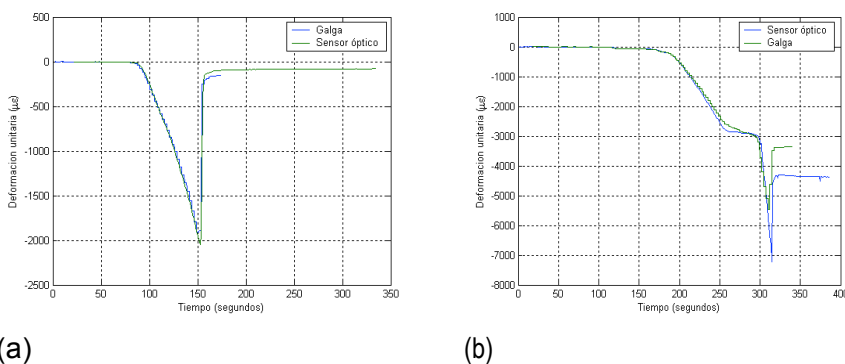 Galga
Sensor óptico
500
0
-500
-1000
-1500
-2000
-2500
0 50 100 150 200 250 300 350
Deformacion unitaria (µε)
Tiempo (segundos)
(a)
Sensor óptico
Galga
1000
0
-1000
-2000
-3000
-4000
-5000
-6000
-7000
-8000
0 50 100 150 200 250 300 350 400
Deformacion unitaria (µε)
Tiempo (segundos)
(b)